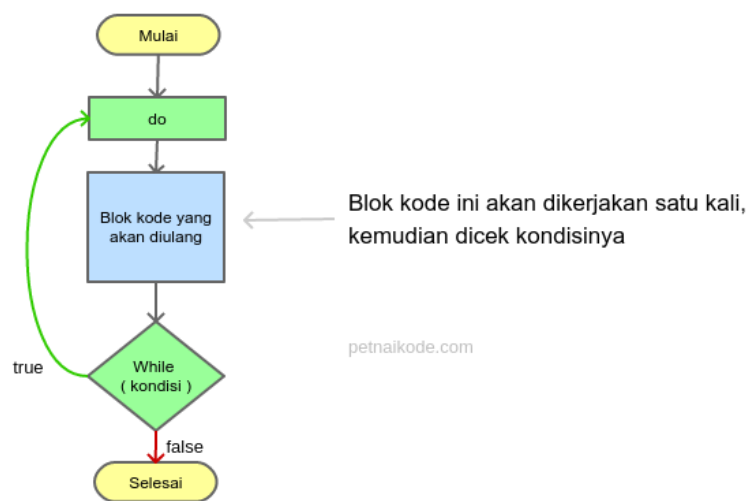 Mulai
do
Blok kode yang
akan diulang
Blok kode ini akan dikerjakan satu kali,
kemudian dicek kondisinya
petnaikode.com
true
While
( kondisi )
false
Selesai